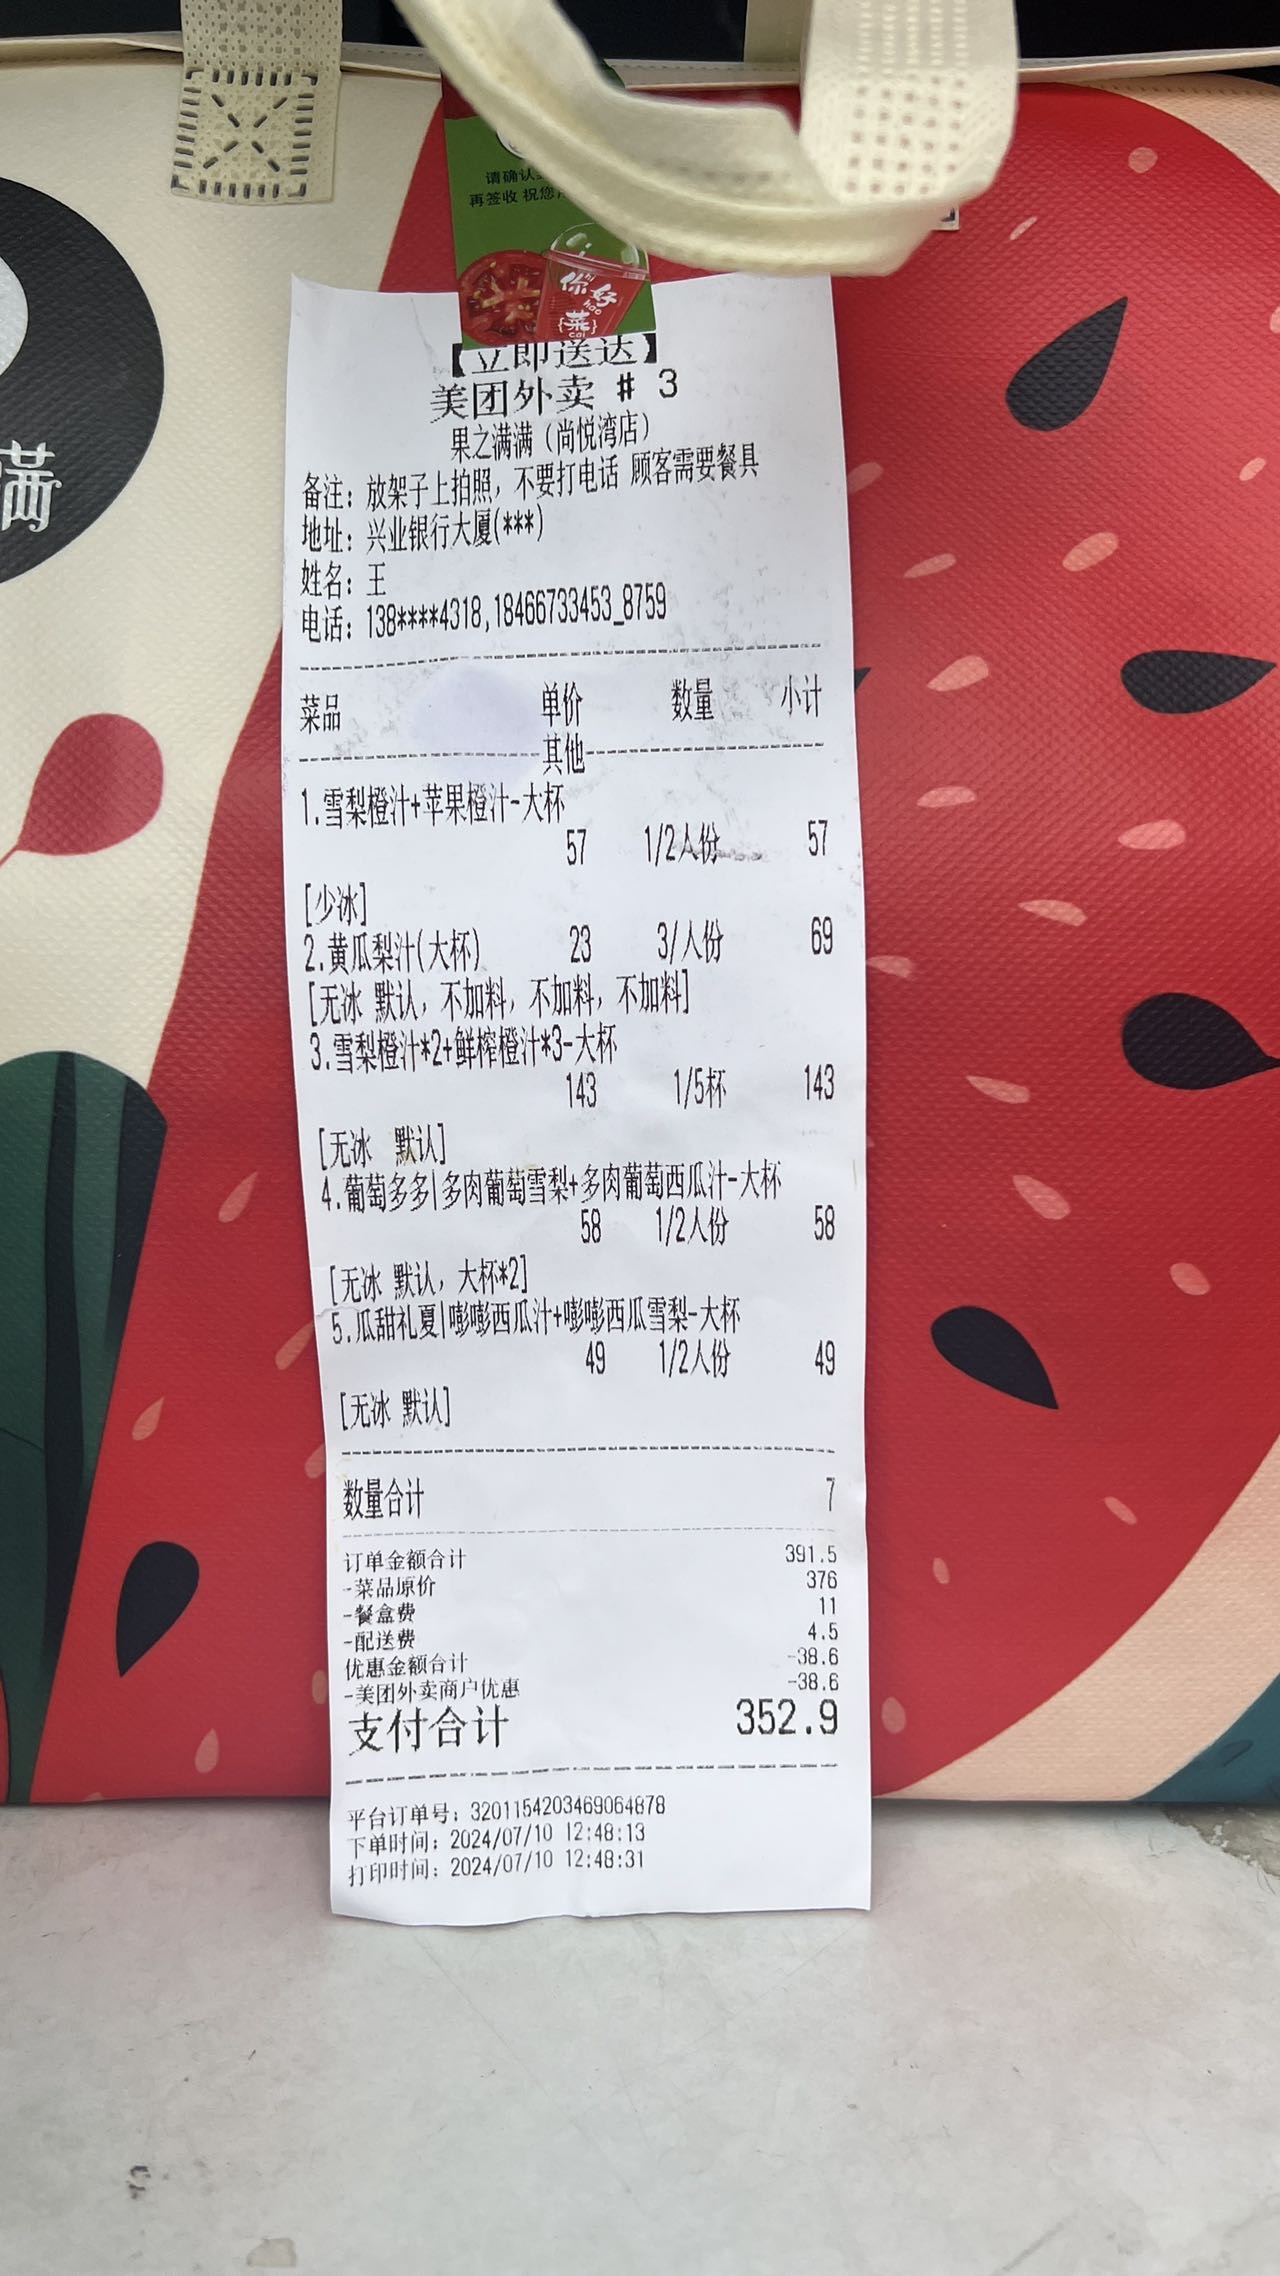 请确认
再签收 祝您
你好
hao
{菜}
cai
满
【立即送达】
美团外卖 # 3
果之满满 (尚悦湾店)
备注: 放架子上拍照, 不要打电话 顾客需要餐具
地址: 兴业银行大厦(***)
姓名: 王
电话: 138****4318,18466733453_8759
菜品 单价 数量 小计
其他
1.雪梨橙汁+苹果橙汁-大杯
57 1/2人份 57
[少冰]
2.黄瓜梨汁(大杯) 23 3/人份 69
[无冰 默认, 不加料, 不加料, 不加料]
3.雪梨橙汁*2+鲜榨橙汁*3-大杯
143 1/5杯 143
[无冰 默认]
4.葡萄多多|多肉葡萄雪梨+多肉葡萄西瓜汁-大杯
58 1/2人份 58
[无冰 默认, 大杯*2]
5.瓜甜礼夏|嘭嘭西瓜汁+嘭嘭西瓜雪梨-大杯
49 1/2人份 49
[无冰 默认]
数量合计 7
订单金额合计 391.5
-菜品原价 376
-餐盒费 11
-配送费 4.5
优惠金额合计 -38.6
-美团外卖商户优惠 -38.6
支付合计 352.9
平台订单号: 3201154203469064878
下单时间: 2024/07/10 12:48:13
打印时间: 2024/07/10 12:48:31